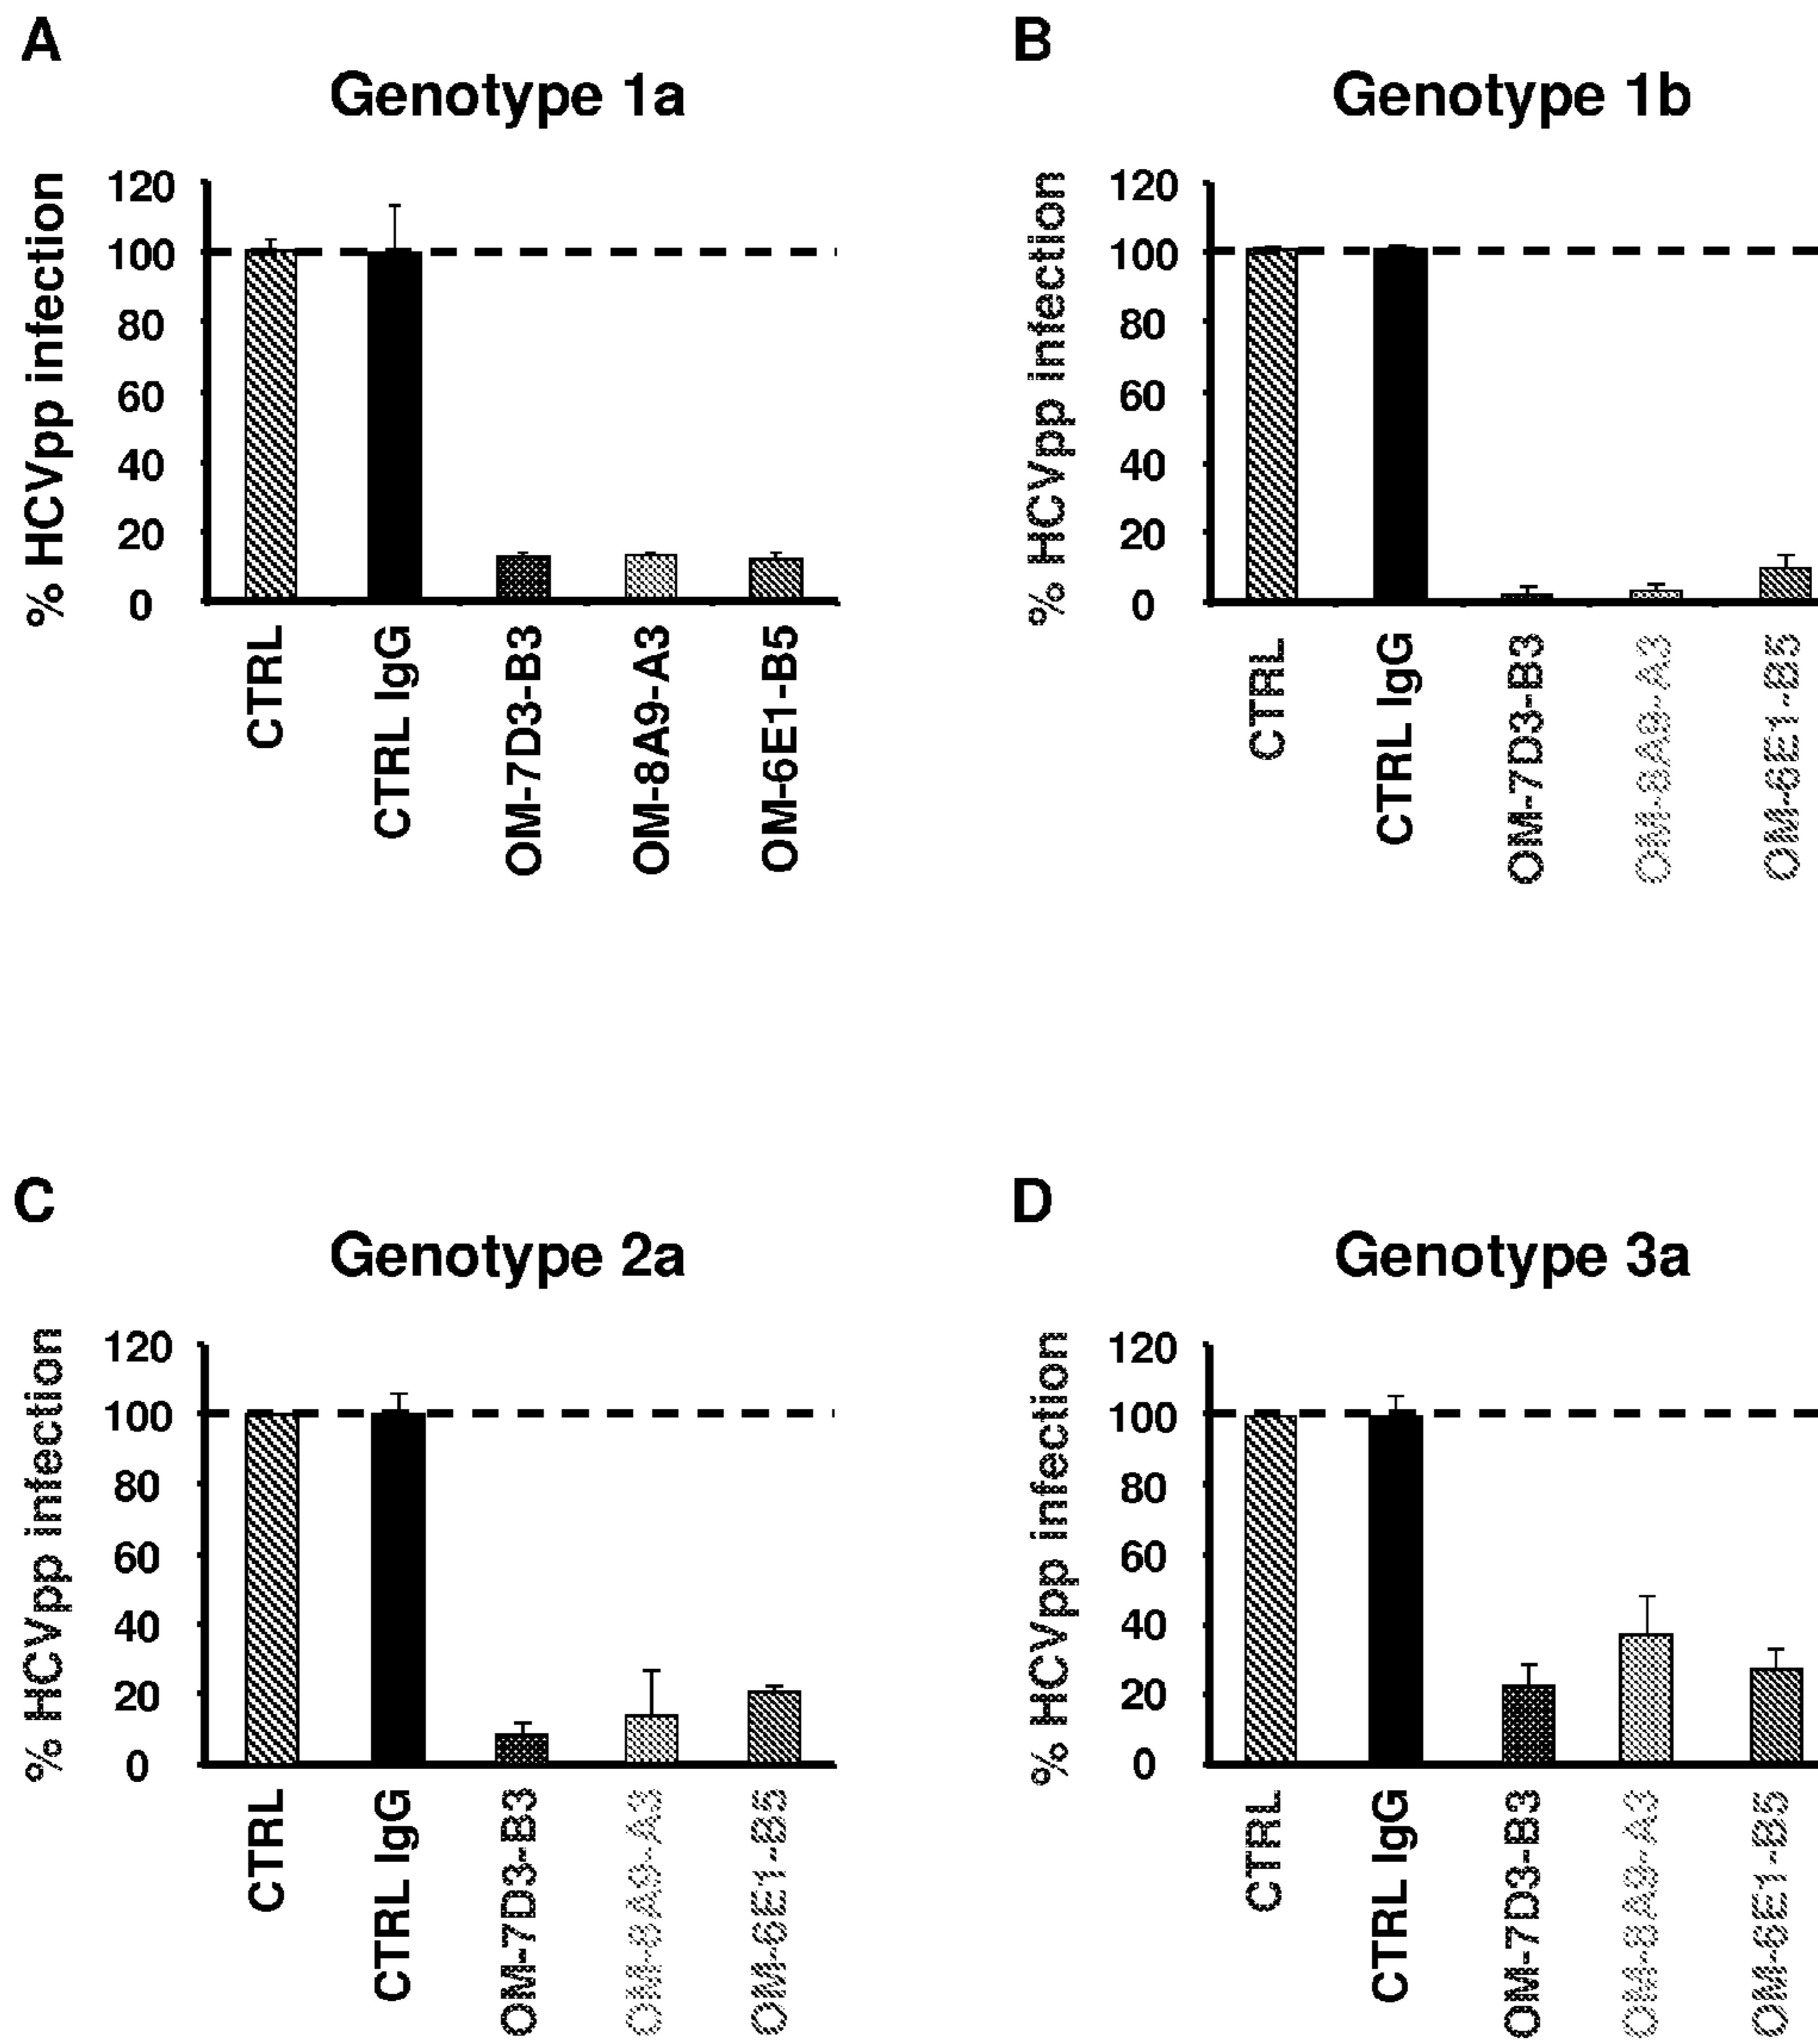 A
Genotype 1a
% HCVpp infection
120
100
80
60
40
20
0
CTRL
CTRL IgG
OM-7D3-B3
OM-8A9-A3
OM-6E1-B5
B
Genotype 1b
% HCVpp infection
120
100
80
60
40
20
0
CTRL
CTRL IgG
OM-7D3-B3
OM-8A9-A3
OM-6E1-B5
C
Genotype 2a
% HCVpp infection
120
100
80
60
40
20
0
CTRL
CTRL IgG
OM-7D3-B3
OM-8A9-A3
OM-6E1-B5
D
Genotype 3a
% HCVpp infection
120
100
80
60
40
20
0
CTRL
CTRL IgG
OM-7D3-B3
OM-8A9-A3
OM-6E1-B5